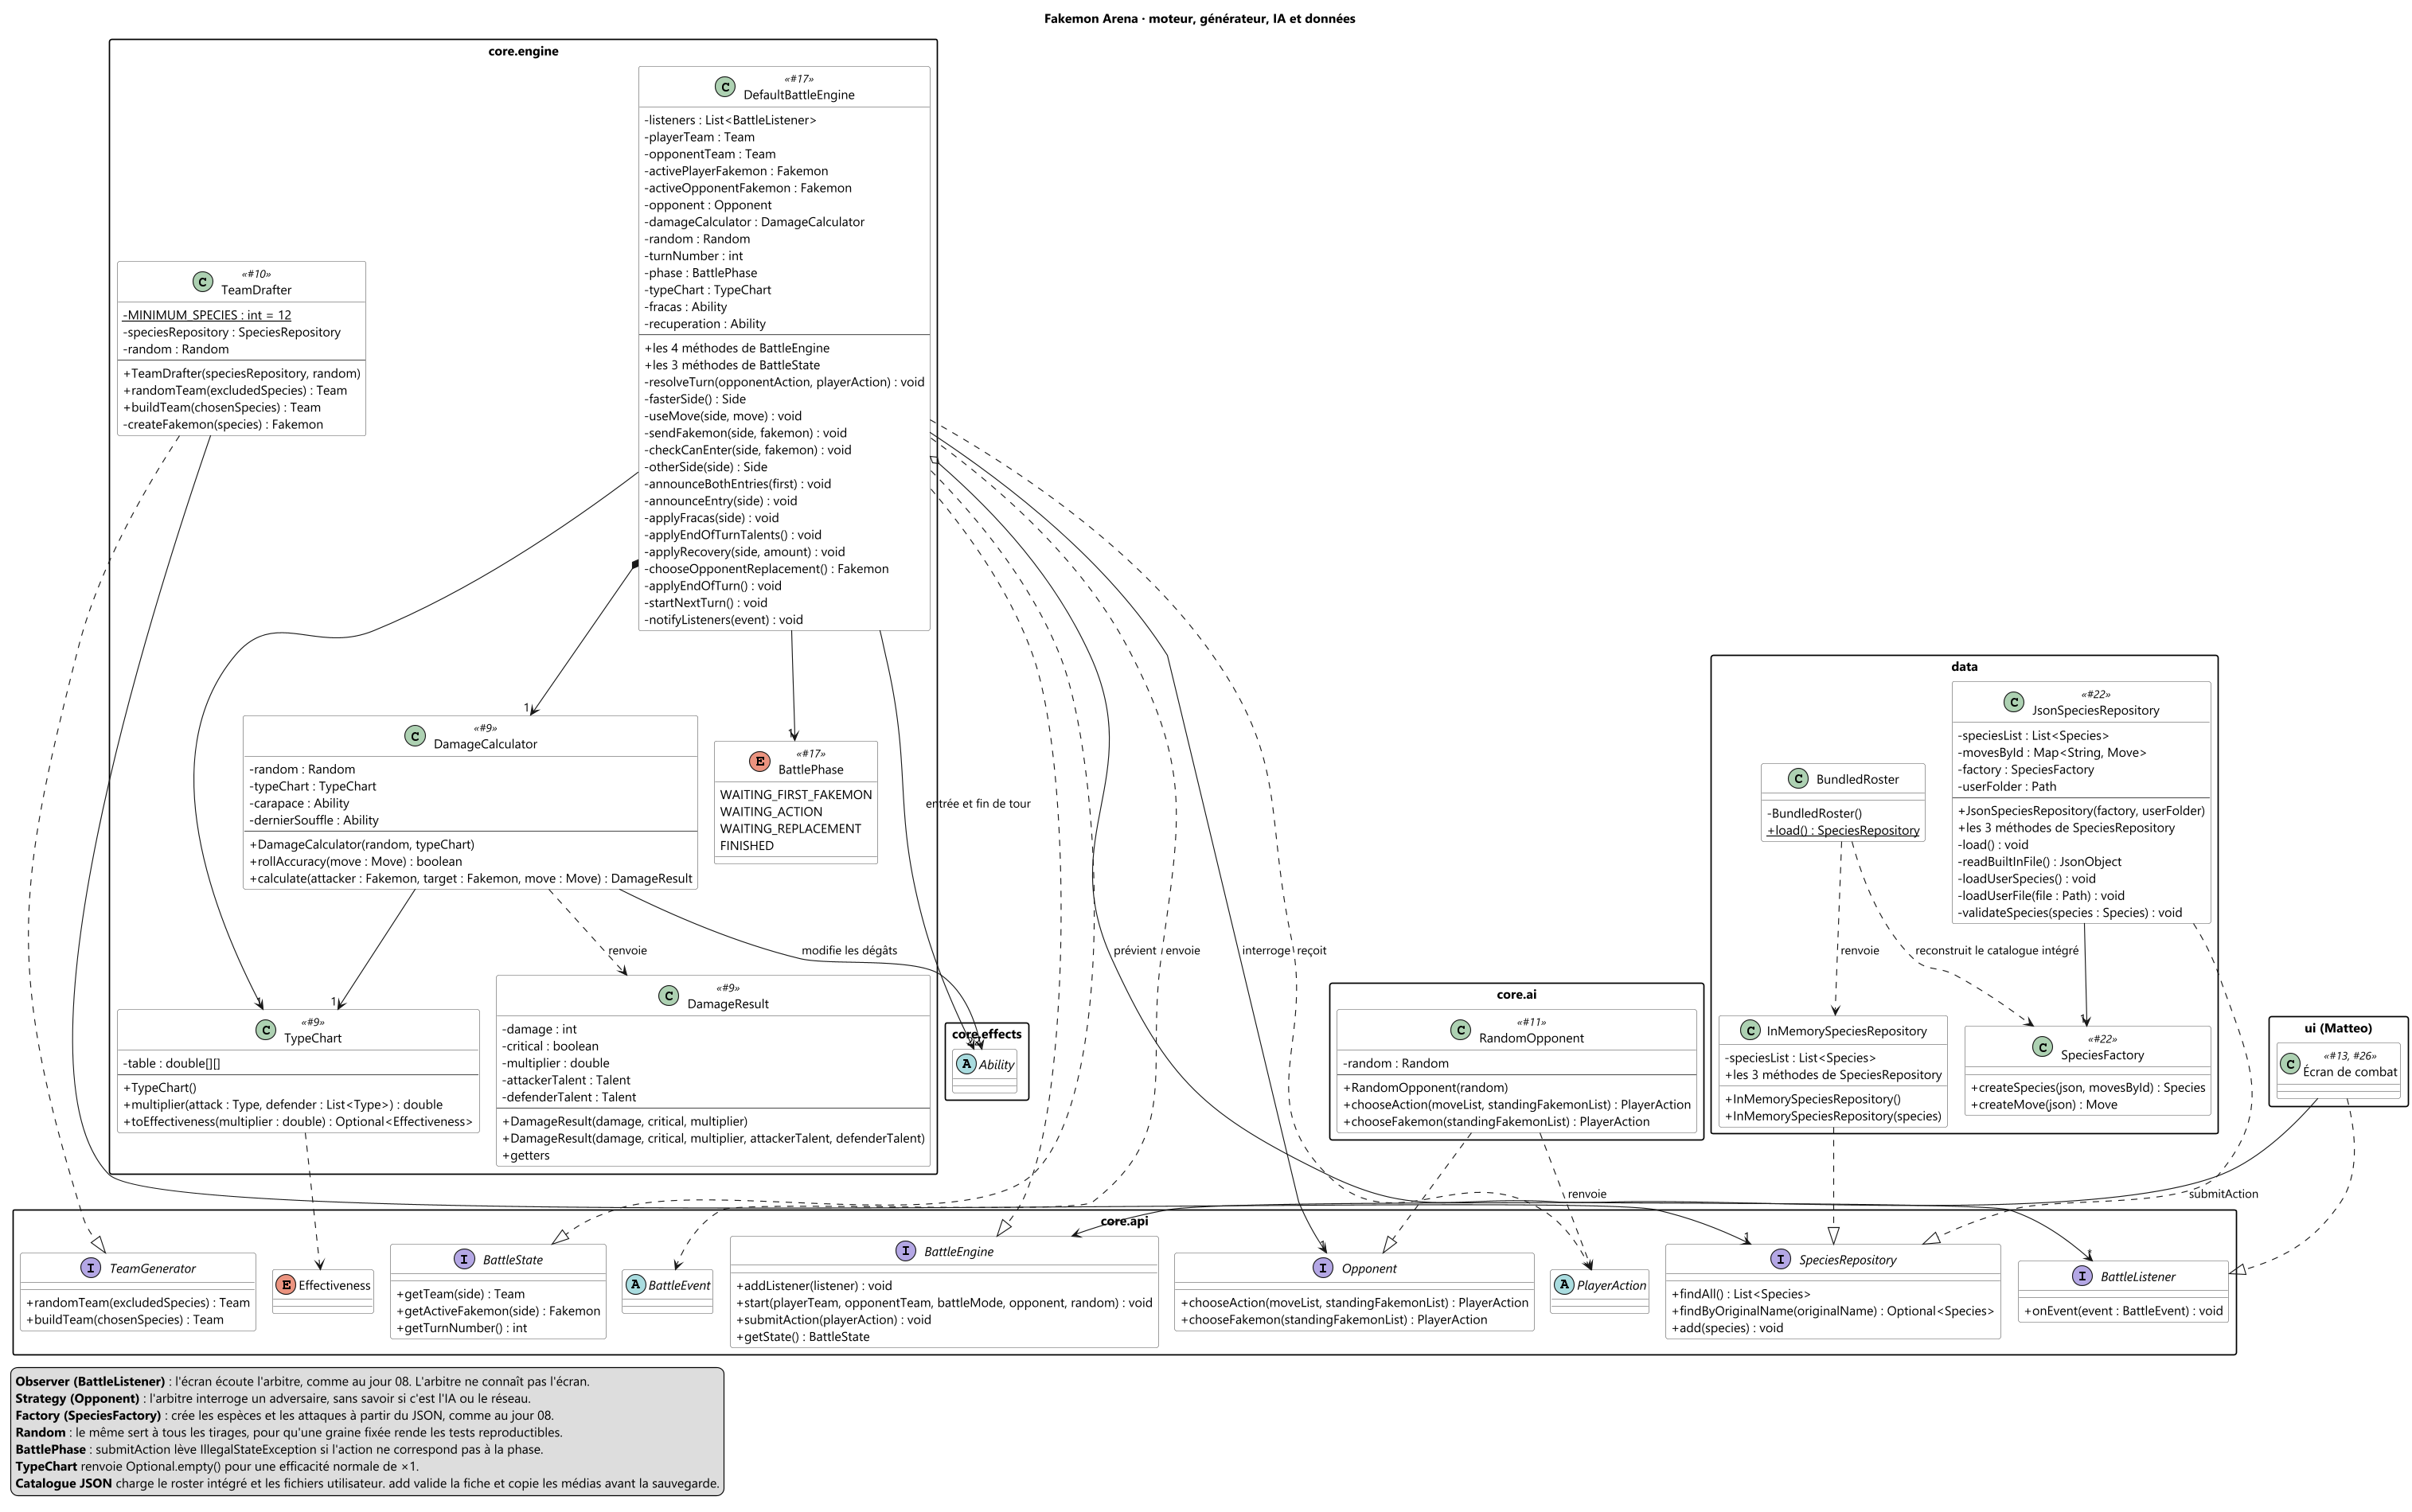 Fakemon Arena · moteur, générateur, IA et données
core.engine
C «#17»
DefaultBattleEngine
-listeners : List<BattleListener>
-playerTeam : Team
-opponentTeam : Team
-activePlayerFakemon : Fakemon
-activeOpponentFakemon : Fakemon
-opponent : Opponent
-damageCalculator : DamageCalculator
-random : Random
-turnNumber : int
-phase : BattlePhase
-typeChart : TypeChart
-fracas : Ability
-recuperation : Ability
+les 4 méthodes de BattleEngine
+les 3 méthodes de BattleState
-resolveTurn(opponentAction, playerAction) : void
-fasterSide() : Side
-useMove(side, move) : void
-sendFakemon(side, fakemon) : void
-checkCanEnter(side, fakemon) : void
-otherSide(side) : Side
-announceBothEntries(first) : void
-announceEntry(side) : void
-applyFracas(side) : void
-applyEndOfTurnTalents() : void
-applyRecovery(side, amount) : void
-chooseOpponentReplacement() : Fakemon
-applyEndOfTurn() : void
-startNextTurn() : void
-notifyListeners(event) : void
C «#10»
TeamDrafter
-MINIMUM_SPECIES : int = 12
-speciesRepository : SpeciesRepository
-random : Random
+TeamDrafter(speciesRepository, random)
+randomTeam(excludedSpecies) : Team
+buildTeam(chosenSpecies) : Team
-createFakemon(species) : Fakemon
1
C «#9»
DamageCalculator
-random : Random
-typeChart : TypeChart
-carapace : Ability
-dernierSouffle : Ability
+DamageCalculator(random, typeChart)
+rollAccuracy(move : Move) : boolean
+calculate(attacker : Fakemon, target : Fakemon, move : Move) : DamageResult
1
E «#17»
BattlePhase
WAITING_FIRST_FAKEMON
WAITING_ACTION
WAITING_REPLACEMENT
FINISHED
entrée et fin de tour
renvoie
modifie les dégâts
prévient
envoie
interroge
reçoit
1
1
C «#9»
TypeChart
-table : double[][]
+TypeChart()
+multiplier(attack : Type, defender : List<Type>) : double
+toEffectiveness(multiplier : double) : Optional<Effectiveness>
C «#9»
DamageResult
-damage : int
-critical : boolean
-multiplier : double
-attackerTalent : Talent
-defenderTalent : Talent
+DamageResult(damage, critical, multiplier)
+DamageResult(damage, critical, multiplier, attackerTalent, defenderTalent)
+getters
core.effects
A Ability
core.ai
C «#11»
RandomOpponent
-random : Random
+RandomOpponent(random)
+chooseAction(moveList, standingFakemonList) : PlayerAction
+chooseFakemon(standingFakemonList) : PlayerAction
renvoie
data
C «#22»
JsonSpeciesRepository
-speciesList : List<Species>
-movesById : Map<String, Move>
-factory : SpeciesFactory
-userFolder : Path
+JsonSpeciesRepository(factory, userFolder)
+les 3 méthodes de SpeciesRepository
-load() : void
-readBuiltInFile() : JsonObject
-loadUserSpecies() : void
-loadUserFile(file : Path) : void
-validateSpecies(species : Species) : void
C BundledRoster
-BundledRoster()
+load() : SpeciesRepository
renvoie
reconstruit le catalogue intégré
1
C InMemorySpeciesRepository
-speciesList : List<Species>
+les 3 méthodes de SpeciesRepository
+InMemorySpeciesRepository()
+InMemorySpeciesRepository(species)
C «#22»
SpeciesFactory
+createSpecies(json, movesById) : Species
+createMove(json) : Move
ui (Matteo)
C «#13, #26»
Écran de combat
submitAction
core.api
I TeamGenerator
+randomTeam(excludedSpecies) : Team
+buildTeam(chosenSpecies) : Team
E Effectiveness
I BattleState
+getTeam(side) : Team
+getActiveFakemon(side) : Fakemon
+getTurnNumber() : int
A BattleEvent
I BattleEngine
+addListener(listener) : void
+start(playerTeam, opponentTeam, battleMode, opponent, random) : void
+submitAction(playerAction) : void
+getState() : BattleState
1
I Opponent
+chooseAction(moveList, standingFakemonList) : PlayerAction
+chooseFakemon(standingFakemonList) : PlayerAction
A PlayerAction
1
I SpeciesRepository
+findAll() : List<Species>
+findByOriginalName(originalName) : Optional<Species>
+add(species) : void
*
I BattleListener
+onEvent(event : BattleEvent) : void
Observer (BattleListener) : l'écran écoute l'arbitre, comme au jour 08. L'arbitre ne connaît pas l'écran.
Strategy (Opponent) : l'arbitre interroge un adversaire, sans savoir si c'est l'IA ou le réseau.
Factory (SpeciesFactory) : crée les espèces et les attaques à partir du JSON, comme au jour 08.
Random : le même sert à tous les tirages, pour qu'une graine fixée rende les tests reproductibles.
BattlePhase : submitAction lève IllegalStateException si l'action ne correspond pas à la phase.
TypeChart renvoie Optional.empty() pour une efficacité normale de ×1.
Catalogue JSON charge le roster intégré et les fichiers utilisateur. add valide la fiche et copie les médias avant la sauvegarde.